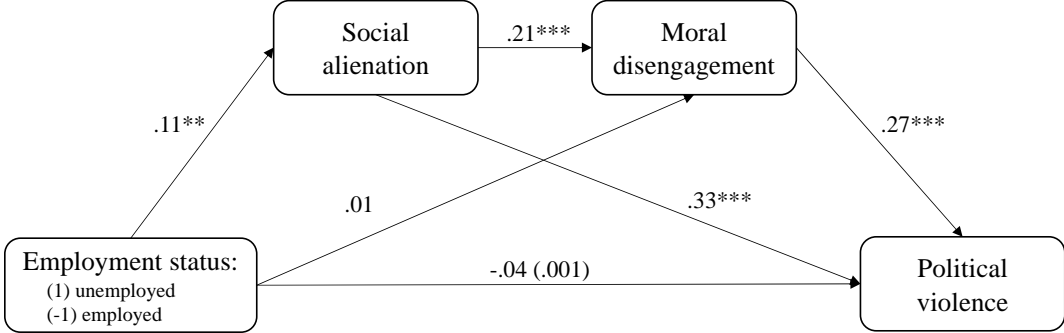 Social
alienation
.21***
Moral
disengagement
.11**
.27***
.01
.33***
Employment status:
(1) unemployed
(-1) employed
-.04 (.001)
Political
violence